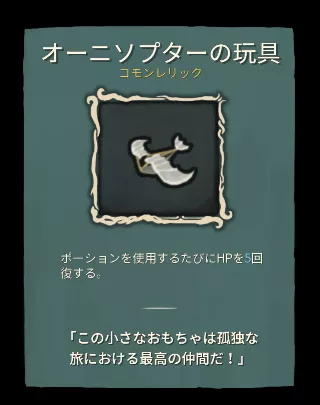 オーニソプターの玩具
コモンレリック
ポーションを使用するたびにHPを5回
復する。
「この小さなおもちゃは孤独な
旅における最高の仲間だ！」